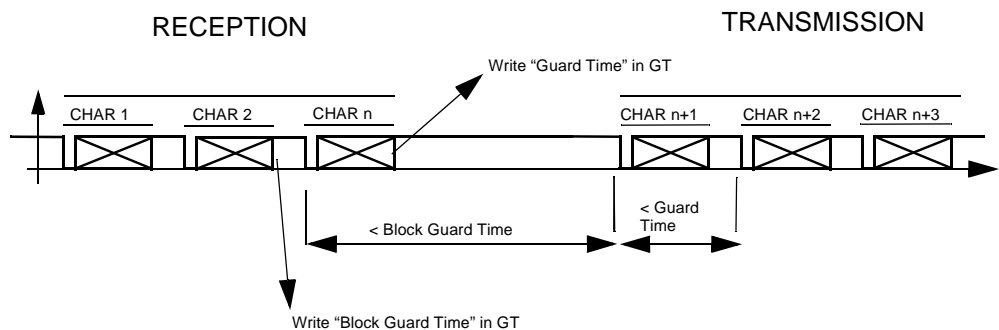 RECEPTION
TRANSMISSION
Write “Guard Time” in GT
CHAR 1
CHAR 2
CHAR n
CHAR n+1
CHAR n+2
CHAR n+3
< Block Guard Time
< Guard
Time
Write “Block Guard Time” in GT